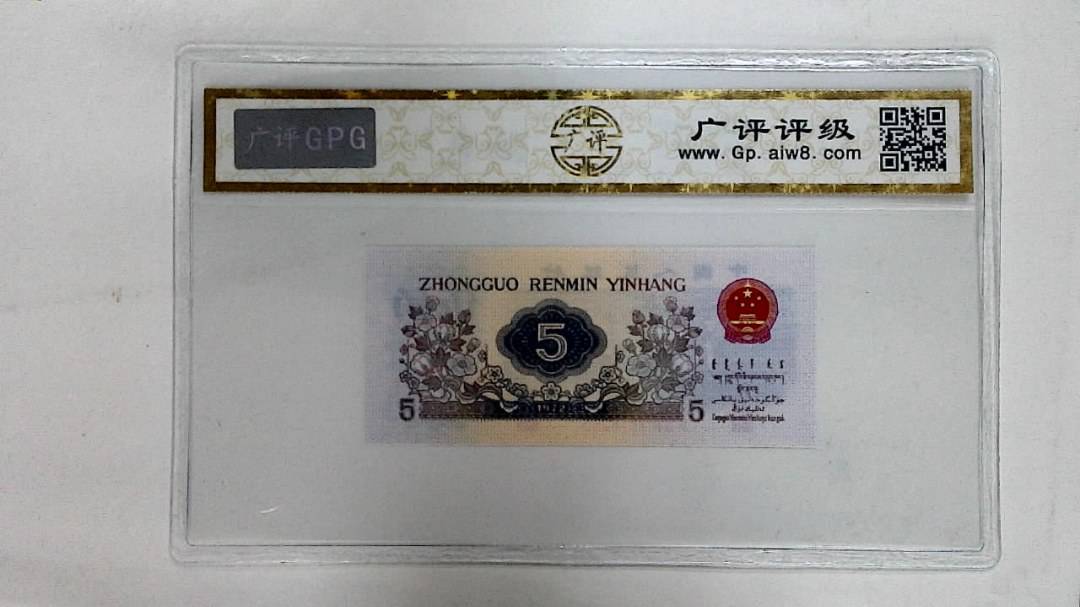 广评GPG
广评
广评评级
www. Gp. aiw8. com
ZHONGGUO RENMIN YINHANG
5
5
5
1972